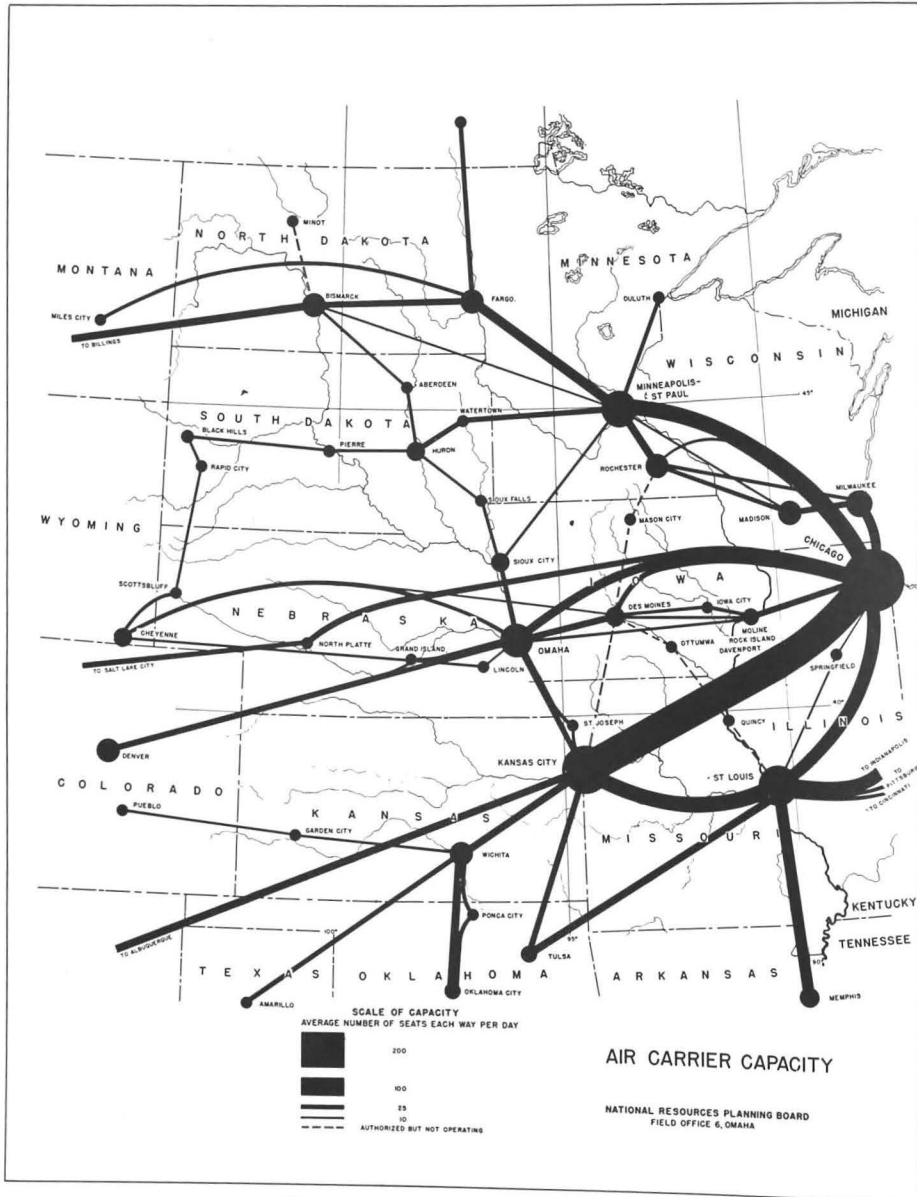 MINOT
NORTH DAKOTA
MONTANA
MINNESOTA
BISMARCK
FARGO.
DULUTH
MICHIGAN
MILES CITY
TO BILLINGS
WISCONSIN
MINNEAPOLIS-
ST PAUL
45°
ABERDEEN
SOUTH DAKOTA
WATERTOWN
BLACK HILLS
PIERRE
HURON
RAPID CITY
ROCHESTER
MILWAUKEE
SIOUX FALLS
MASON CITY
MADISON
WYOMING
CHICAGO
SIOUX CITY
IOWA
SCOTTSBLUFF
NEBRASKA
DES MOINES
IOWA CITY
CHEYENNE
NORTH PLATTE
OMAHA
MOLINE
ROCK ISLAND
DAVENPORT
GRAND ISLAND
OTTUMWA
TO SALT LAKE CITY
LINCOLN
SPRINGFIELD
40°
ST JOSEPH
QUINCY
ILLINOIS
DENVER
KANSAS CITY
ST LOUIS
TO INDIANAPOLIS
TO
PITTSBURGH
TO CINCINNATI
COLORADO
PUEBLO
KANSAS
GARDEN CITY
MISSOURI
WICHITA
KENTUCKY
PONCA CITY
TO ALBUQUERQUE
100°
95°
TENNESSEE
TULSA
90°
TEXAS OKLAHOMA ARKANSAS
OKLAHOMA CITY
AMARILLO
MEMPHIS
SCALE OF CAPACITY
AVERAGE NUMBER OF SEATS EACH WAY PER DAY
200
100
25
10
AUTHORIZED BUT NOT OPERATING
AIR CARRIER CAPACITY
NATIONAL RESOURCES PLANNING BOARD
FIELD OFFICE 6, OMAHA